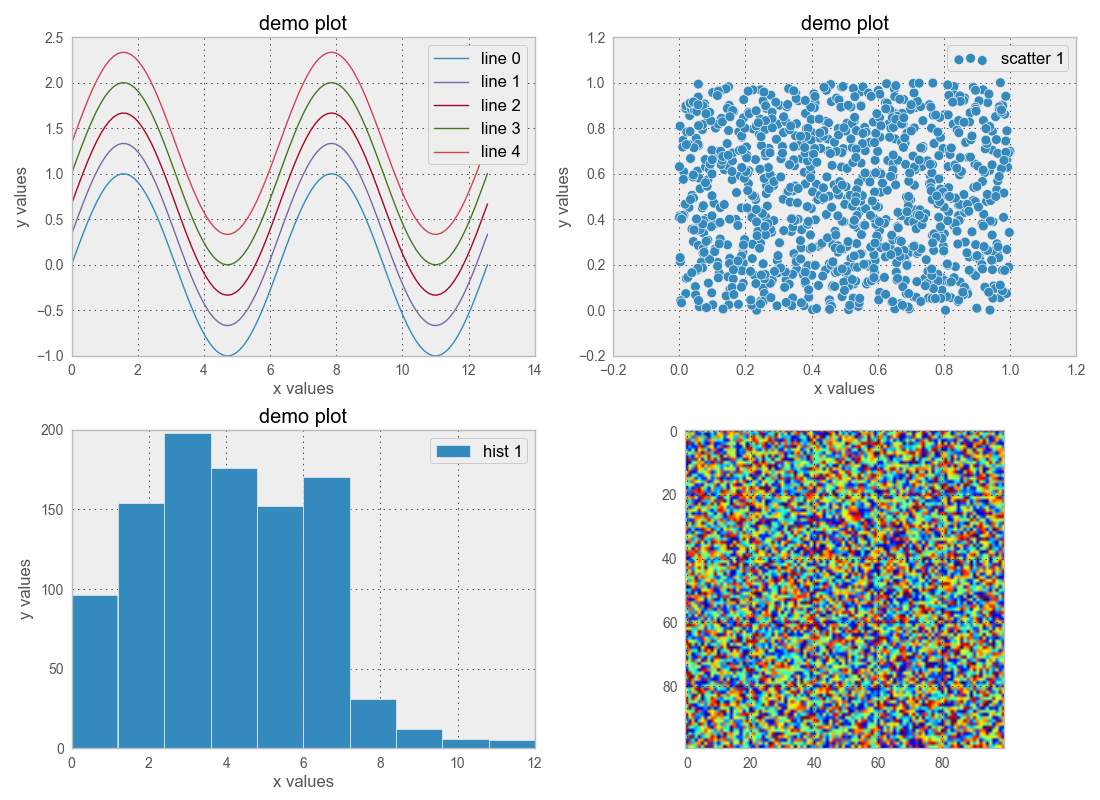 demo plot
2.5
2.0
1.5
1.0
0.5
0.0
−0.5
−1.0
y values
line 0
line 1
line 2
line 3
line 4
0 2 4 6 8 10 12 14
x values
demo plot
1.2
1.0
0.8
0.6
0.4
0.2
0.0
−0.2
y values
scatter 1
−0.2 0.0 0.2 0.4 0.6 0.8 1.0 1.2
x values
demo plot
200
150
100
50
0
y values
hist 1
0 2 4 6 8 10 12
x values
0
20
40
60
80
0 20 40 60 80